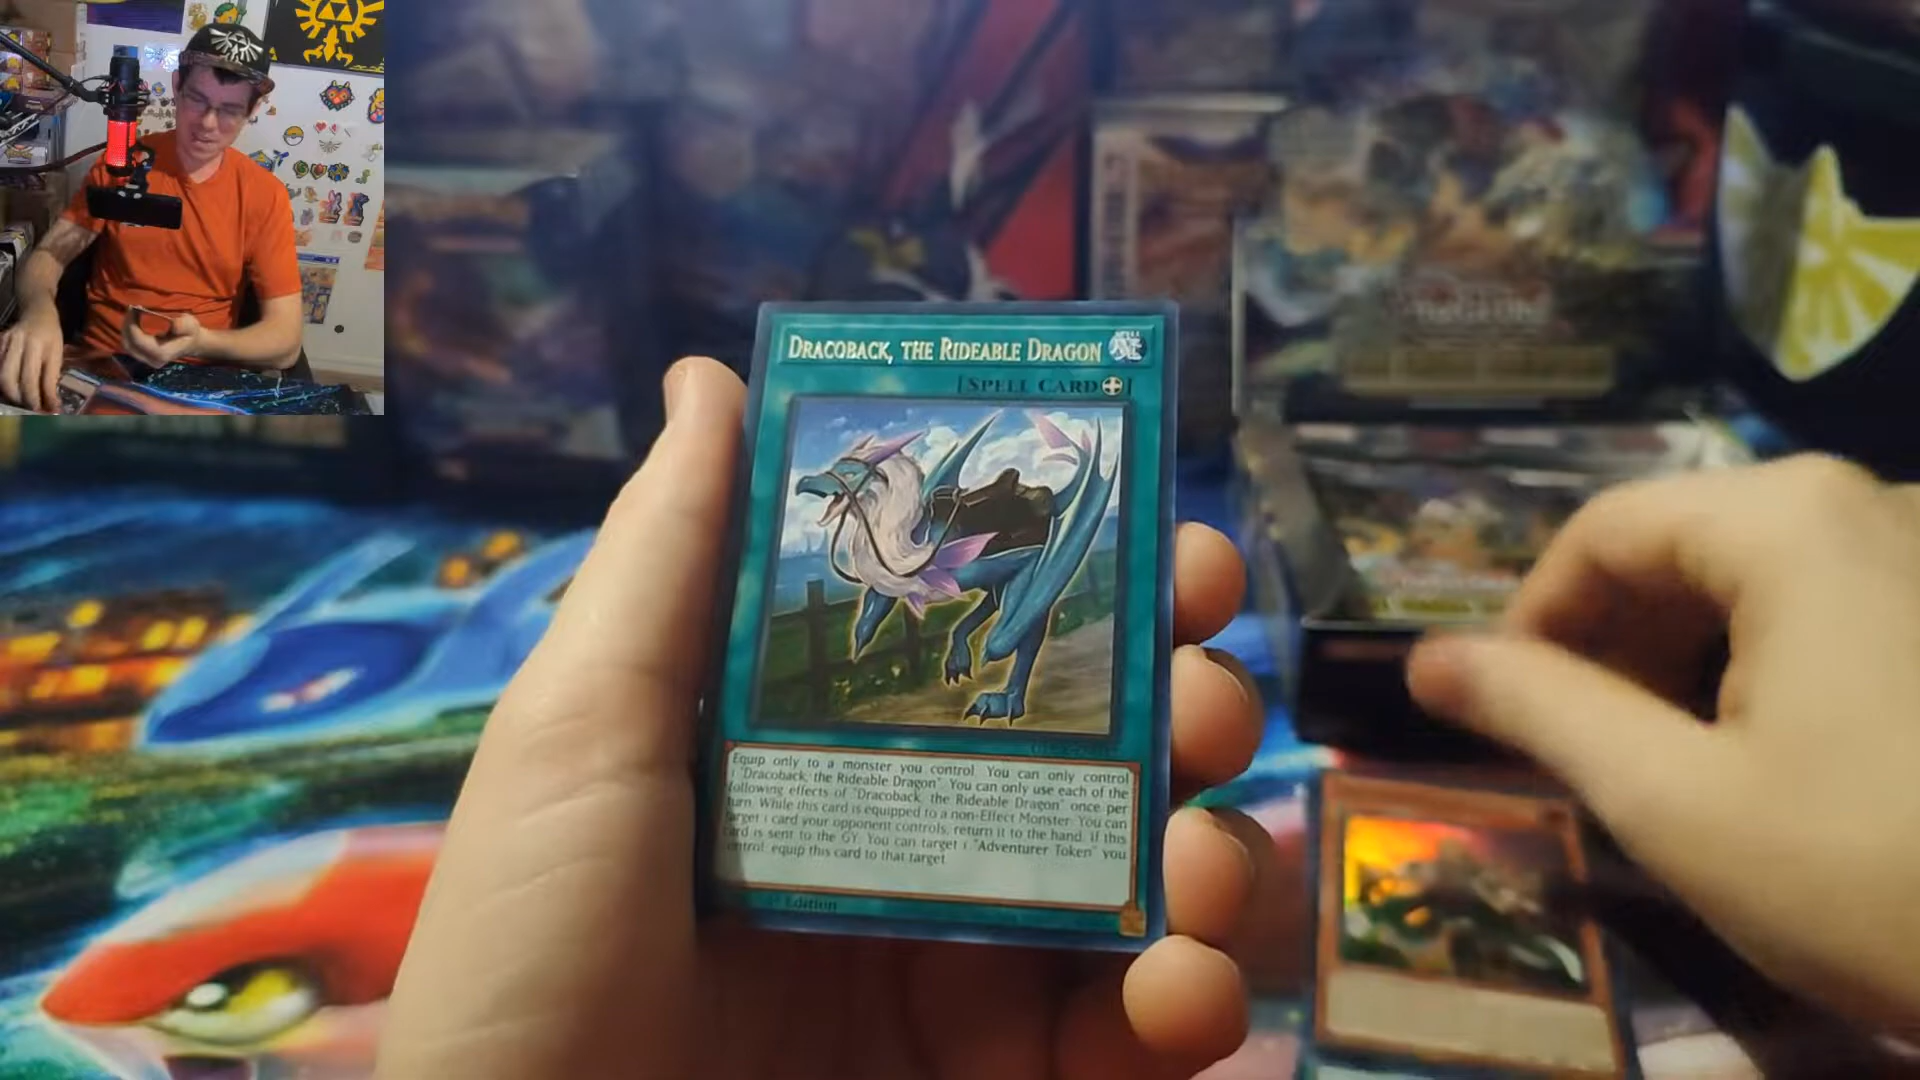 DRACOBACK, THE RIDEABLE DRAGON
[SPELL CARD]
Equip only to a monster you control. You can only control
1 "Dracoback, the Rideable Dragon". You can only use each of the
following effects of "Dracoback, the Rideable Dragon" once per
turn. While this card is equipped to a non-Effect Monster: You can
target 1 card your opponent controls; return it to the hand. If this
card is sent to the GY: You can target 1 "Adventurer Token" you
control; equip this card to that target.
1st Edition